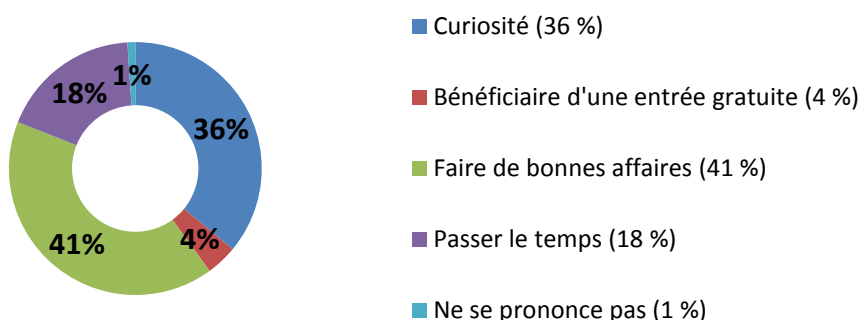 Curiosité (36 %)
Bénéficiaire d'une entrée gratuite (4 %)
Faire de bonnes affaires (41 %)
Passer le temps (18 %)
Ne se prononce pas (1 %)
1%
18%
36%
4%
41%